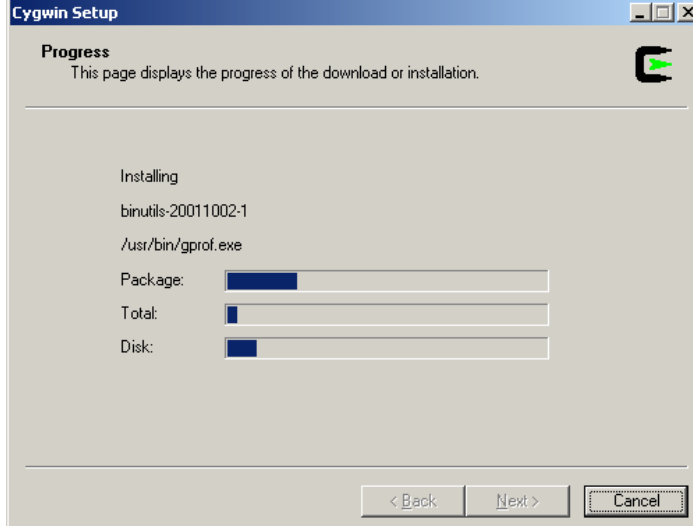 Cygwin Setup
Progress
This page displays the progress of the download or installation.
Installing
binutils-20011002-1
/usr/bin/gprof.exe
Package:
Total:
Disk:
< Back
Next >
Cancel